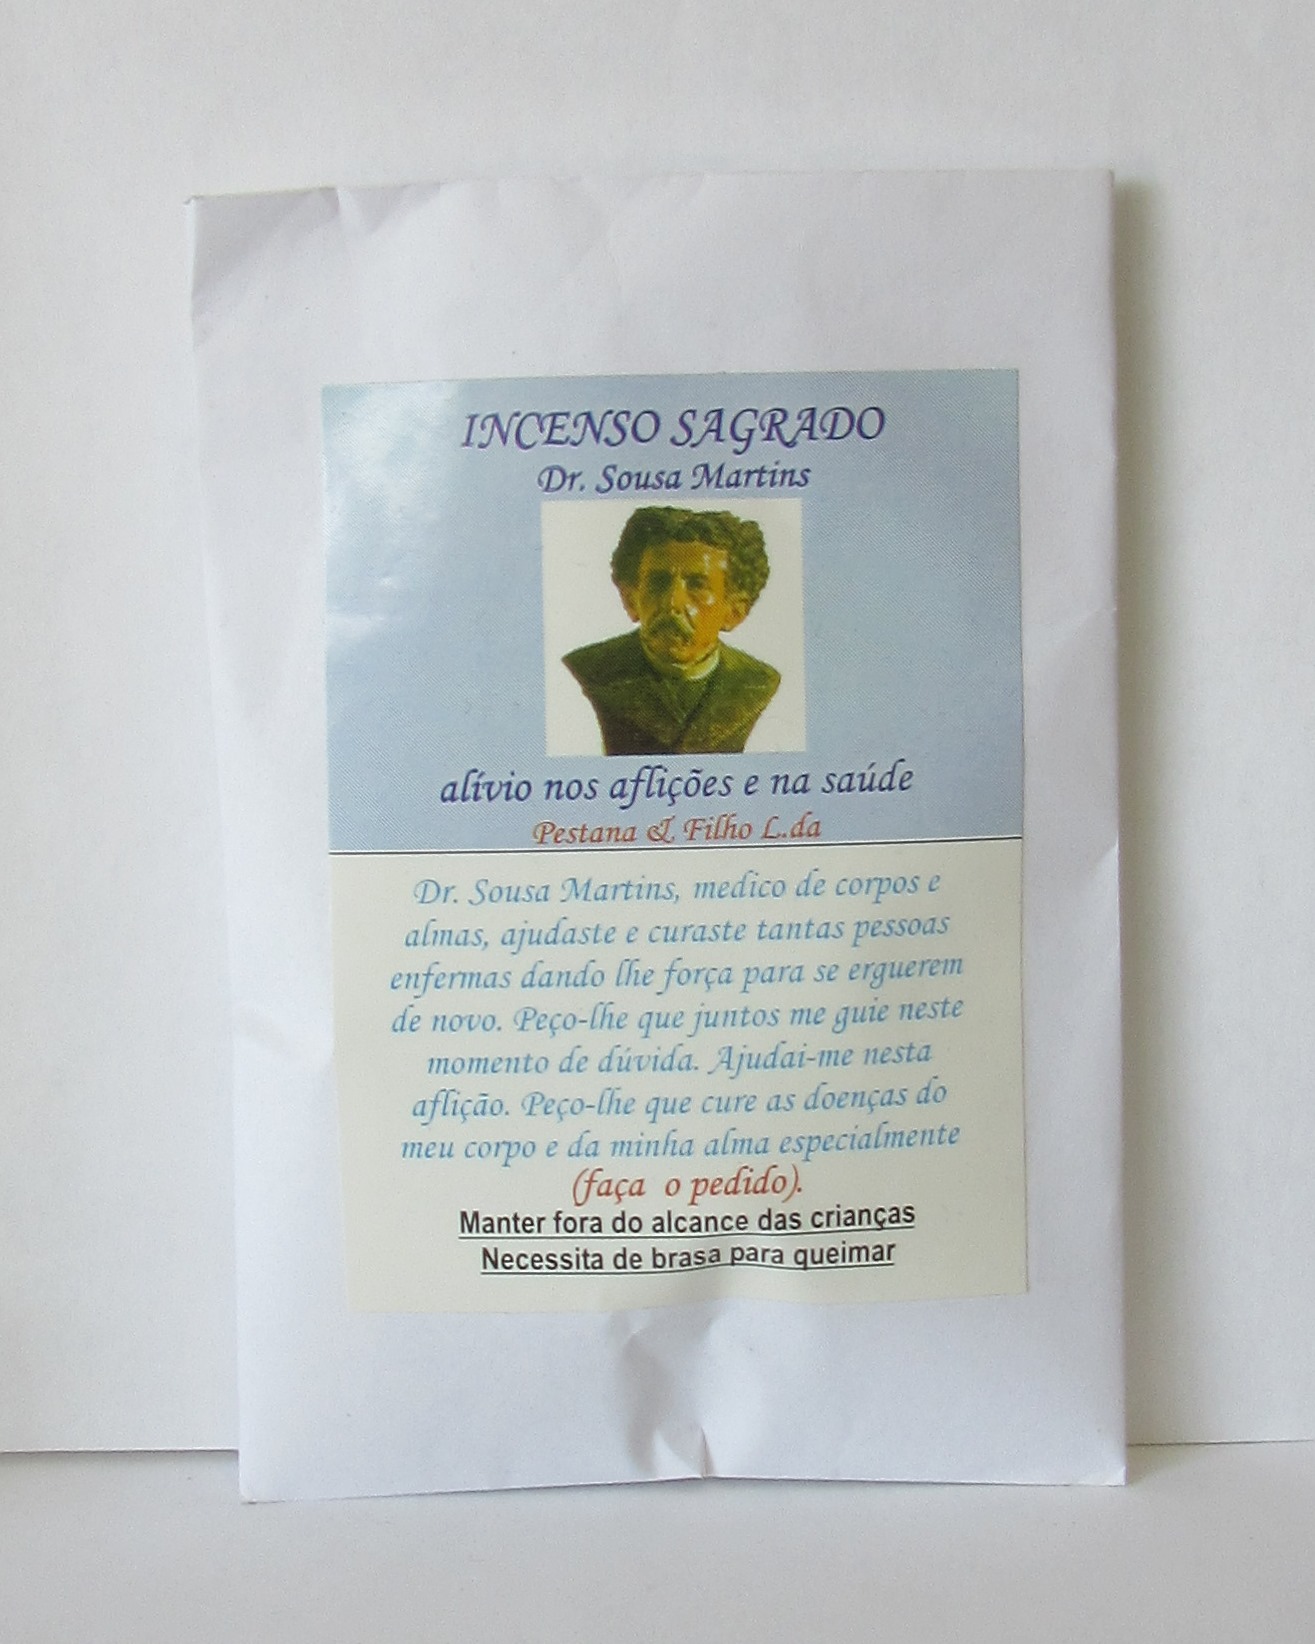 INCENSO SAGRADO
Dr. Sousa Martins
alívio nos aflições e na saúde
Pestana & Filho L.da
Dr. Sousa Martins, medico de corpos e
almas, ajudaste e curaste tantas pessoas
enfermas dando lhe força para se erguerem
de novo. Peço-lhe que juntos me guie neste
momento de dúvida. Ajudai-me nesta
aflição. Peço-lhe que cure as doenças do
meu corpo e da minha alma especialmente
(faça o pedido).
Manter fora do alcance das crianças
Necessita de brasa para queimar